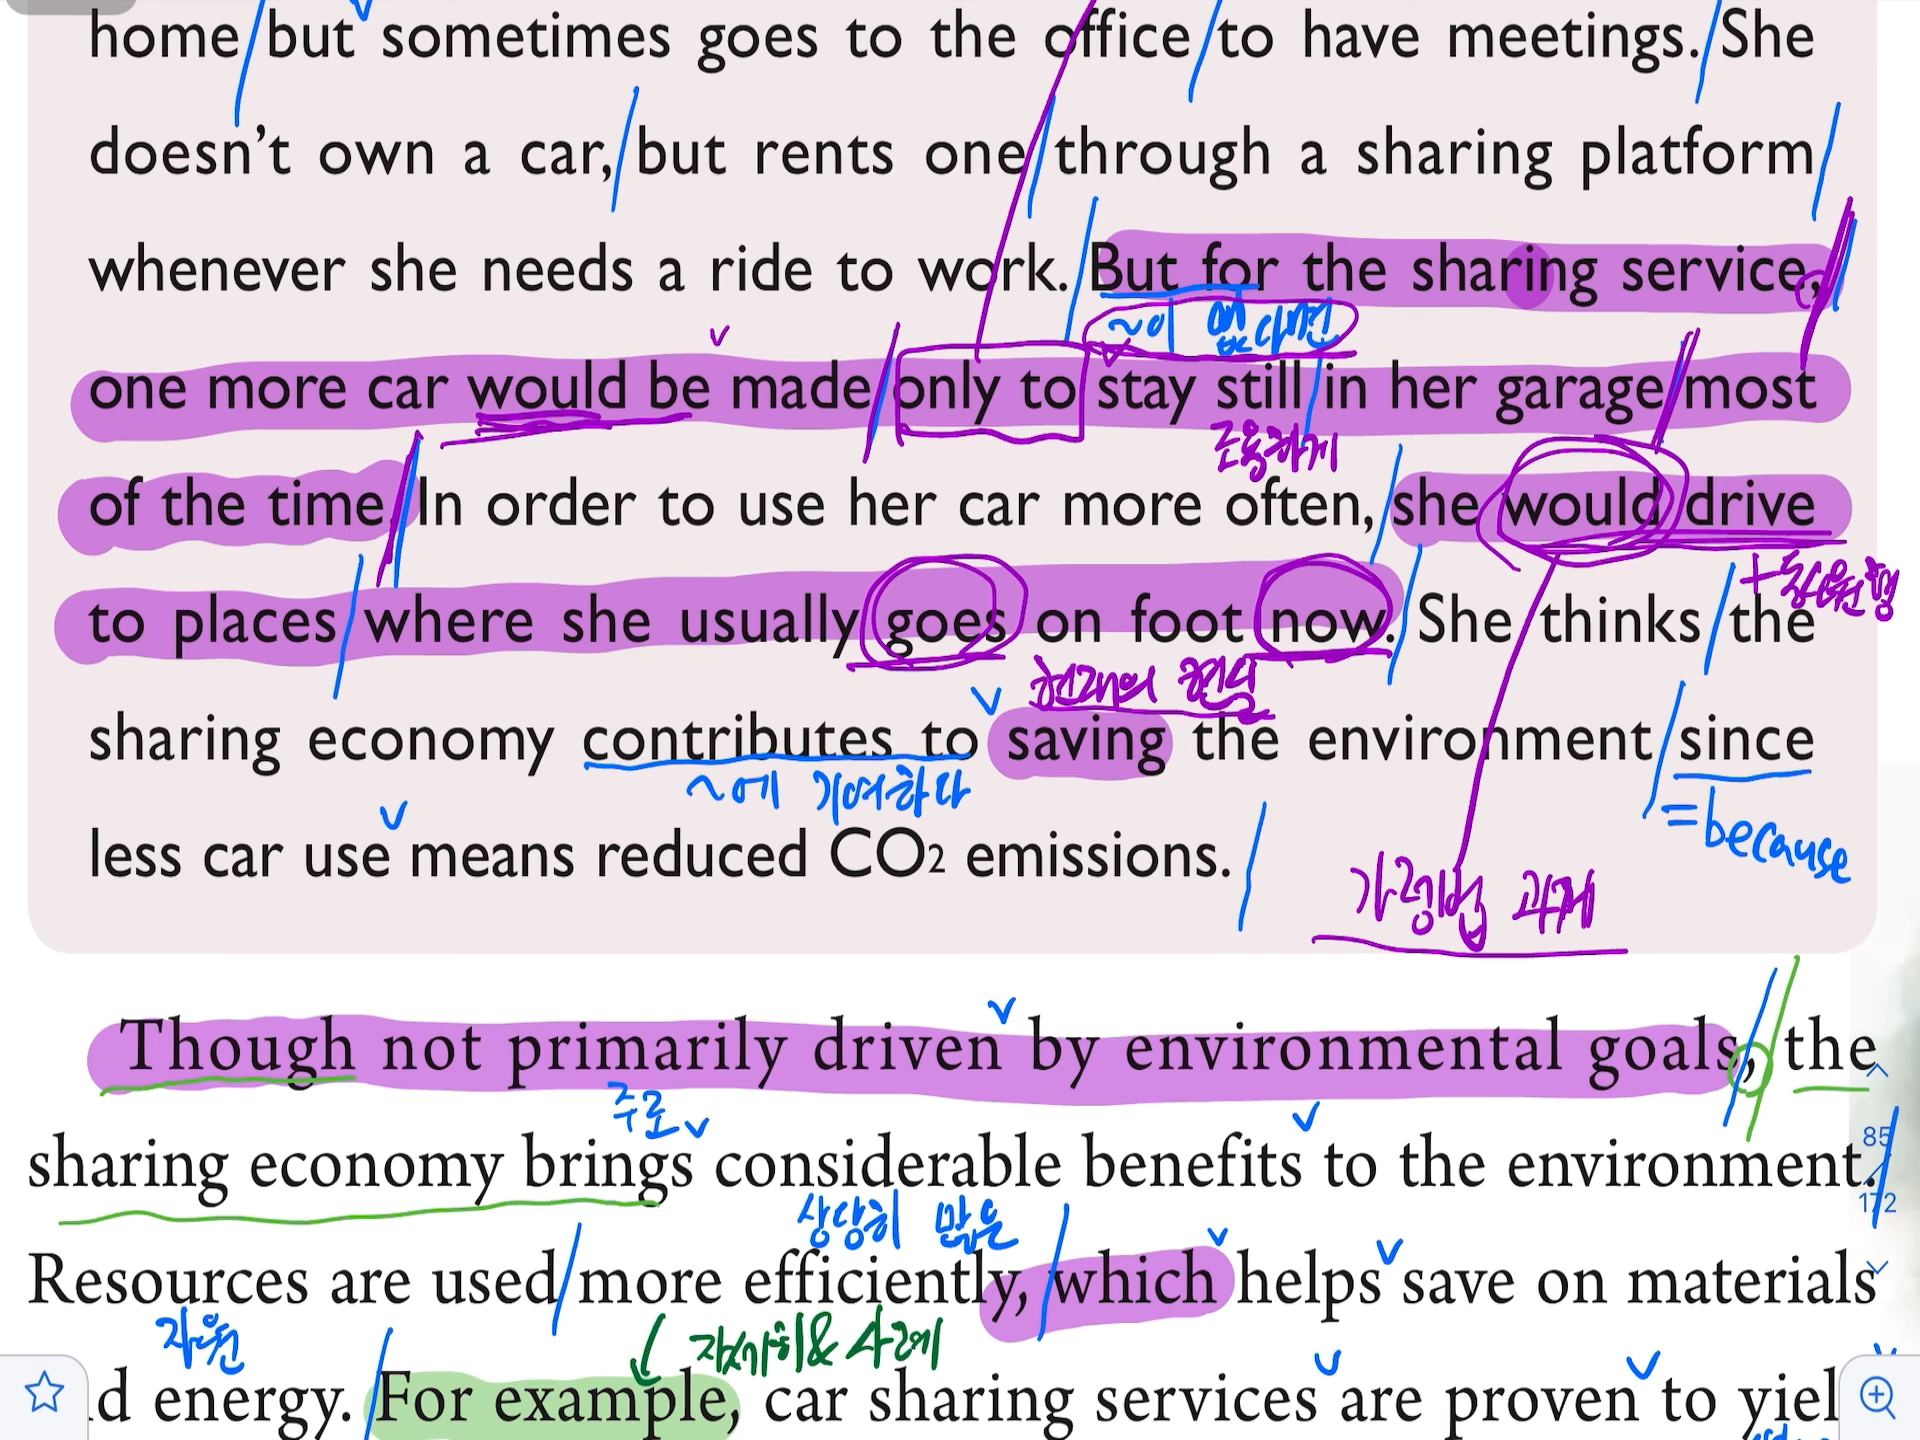 home but sometimes goes to the office to have meetings. She
doesn't own a car, but rents one through a sharing platform
whenever she needs a ride to work. But for the sharing service,
~이 없다면
one more car would be made only to stay still in her garage most
조용하게
of the time. In order to use her car more often, she would drive
+동사원형
to places where she usually goes on foot now. She thinks the
현재의 현실
sharing economy contributes to saving the environment since
~에 기여하다
=because
less car use means reduced CO2 emissions.
가정법 과거
Though not primarily driven by environmental goals, the
주로
85
sharing economy brings considerable benefits to the environment.
172
상당히 많은
Resources are used more efficiently, which helps save on materials
자원
d energy. For example, car sharing services are proven to yiel